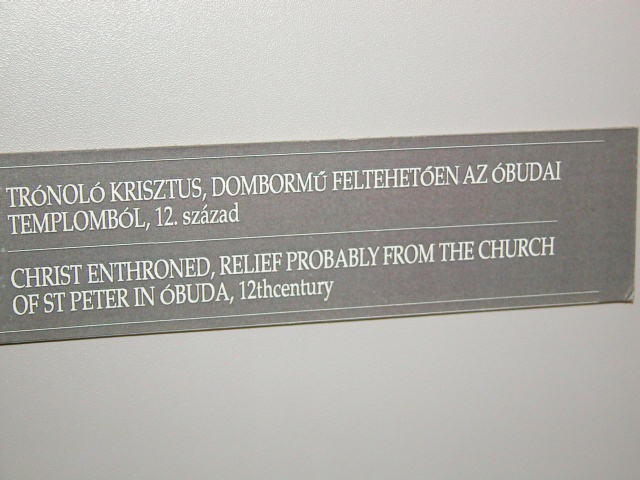 TRÓNOLÓ KRISZTUS, DOMBORMŰ FELTEHETŐEN AZ ÓBUDAI
TEMPLOMBÓL, 12. század
CHRIST ENTHRONED, RELIEF PROBABLY FROM THE CHURCH
OF ST PETER IN ÓBUDA, 12thcentury